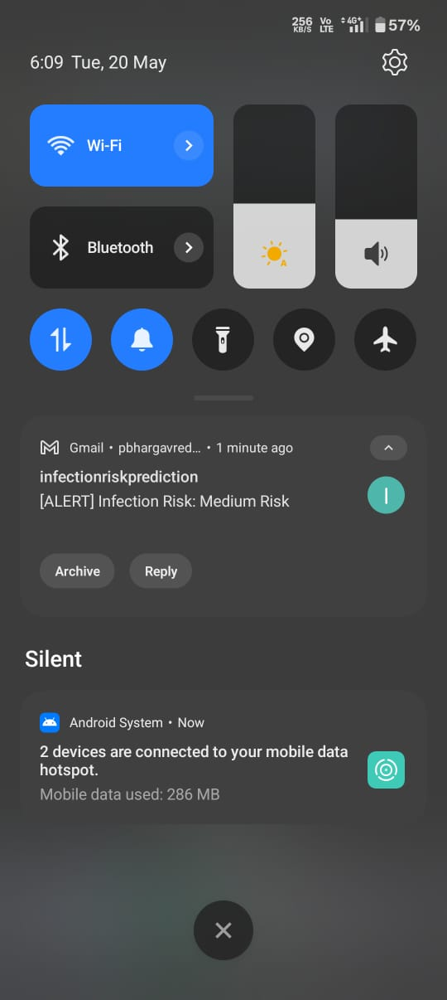 256 KB/S Vo LTE 4G+ 57%
6:09 Tue, 20 May
Wi-Fi
Bluetooth
A
Gmail • pbhargavred... • 1 minute ago
infectionriskprediction
[ALERT] Infection Risk: Medium Risk
I
Archive Reply
Silent
Android System • Now
2 devices are connected to your mobile data
hotspot.
Mobile data used: 286 MB